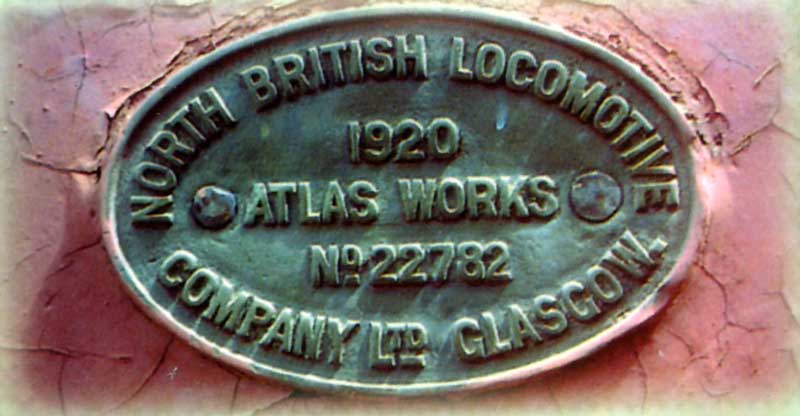 NORTH BRITISH LOCOMOTIVE
1920
ATLAS WORKS
No 22782
COMPANY LTD GLASGOW.